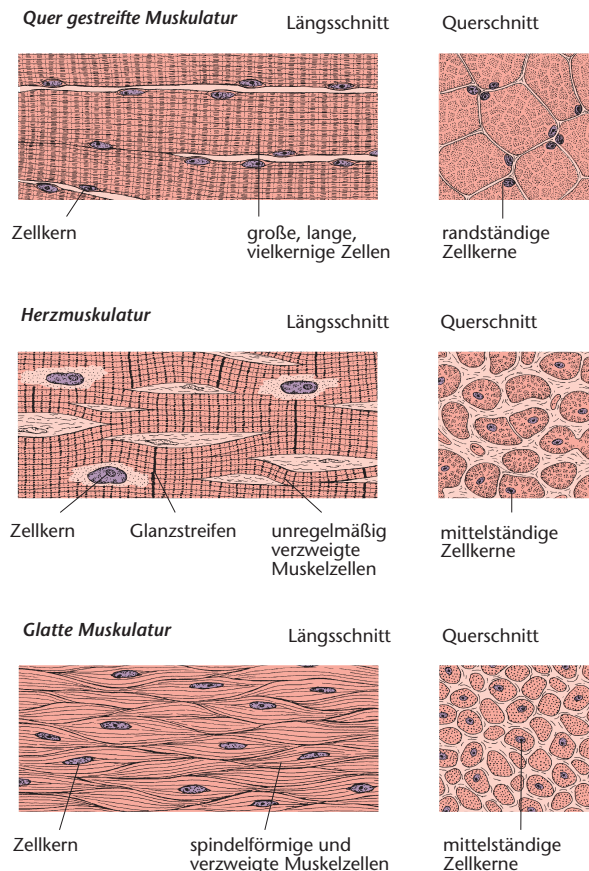 Quer gestreifte Muskulatur Längsschnitt Querschnitt
Zellkern große, lange, randständige
vielkernige Zellen Zellkerne
Herzmuskulatur Längsschnitt Querschnitt
Zellkern Glanzstreifen unregelmäßig mittelständige
verzweigte Zellkerne
Muskelzellen
Glatte Muskulatur Längsschnitt Querschnitt
Zellkern spindelförmige und mittelständige
verzweigte Muskelzellen Zellkerne